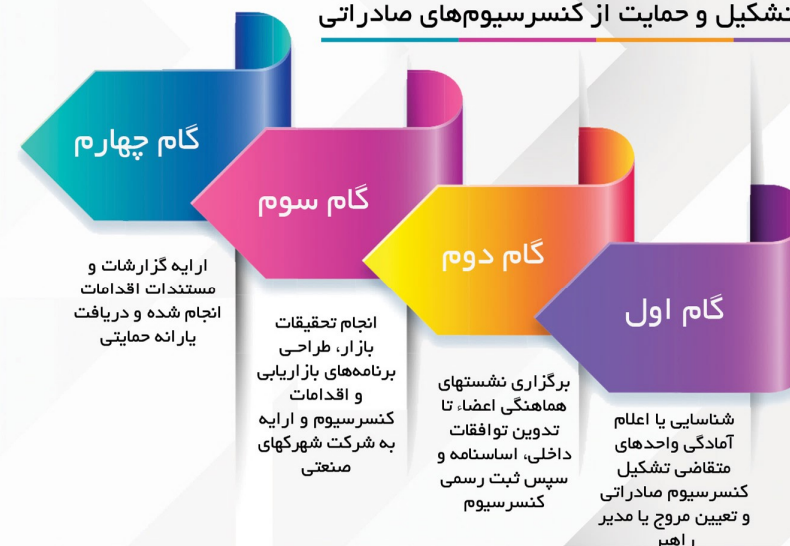 تشکیل و حمایت از کنسرسیوم‌های صادراتی
گام اول
شناسایی یا اعلام
آمادگی واحدهای
متقاضی تشکیل
کنسرسیوم صادراتی
و تعیین مروج یا مدیر
راهبر
گام دوم
برگزاری نشستهای
هماهنگی اعضاء تا
تدوین توافقات
داخلی، اساسنامه و
سپس ثبت رسمی
کنسرسیوم
گام سوم
انجام تحقیقات
بازار، طراحی
برنامه‌های بازاریابی
و اقدامات
کنسرسیوم و ارایه
به شرکت شهرکهای
صنعتی
گام چهارم
ارایه گزارشات و
مستندات اقدامات
انجام شده و دریافت
یارانه حمایتی